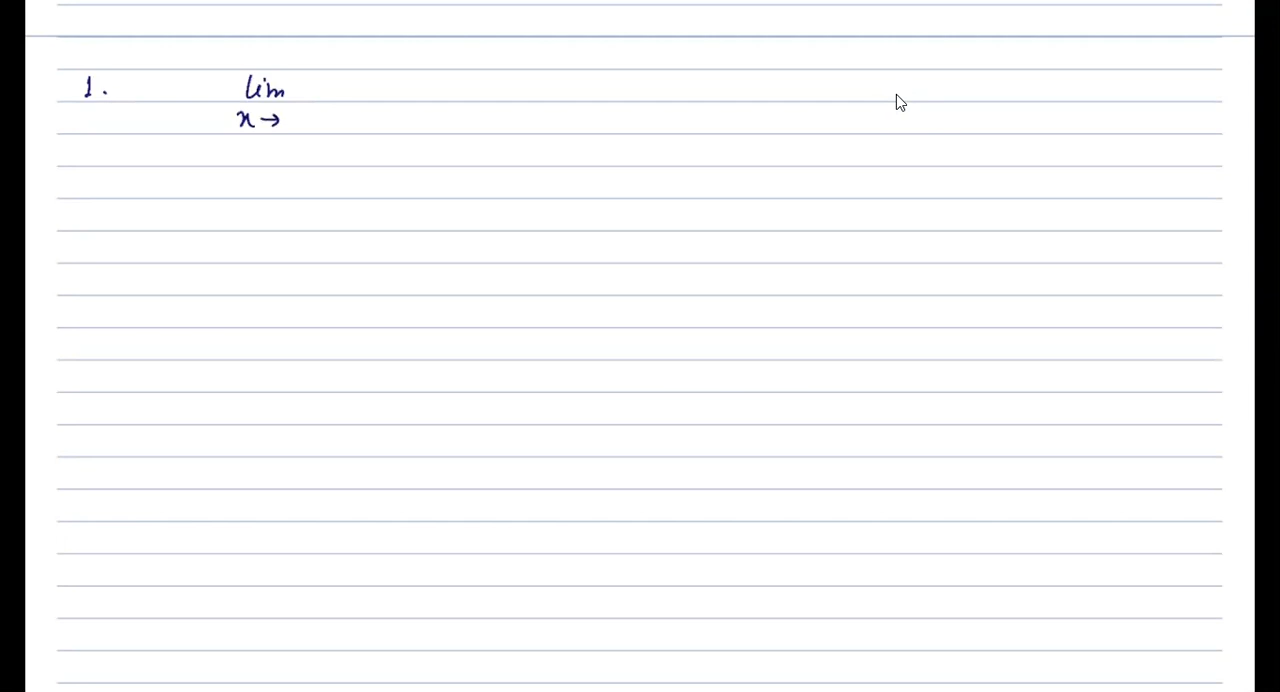 1. lim
x →